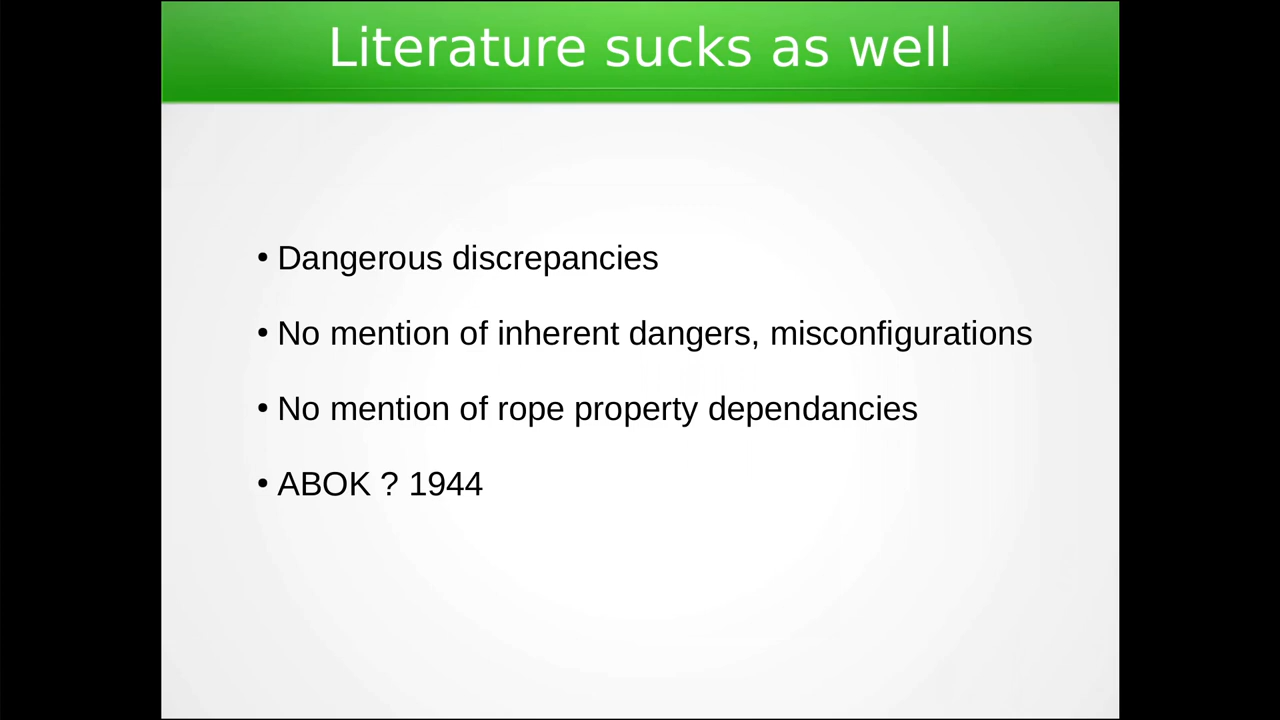 Literature sucks as well
• Dangerous discrepancies
• No mention of inherent dangers, misconfigurations
• No mention of rope property dependancies
• ABOK ? 1944